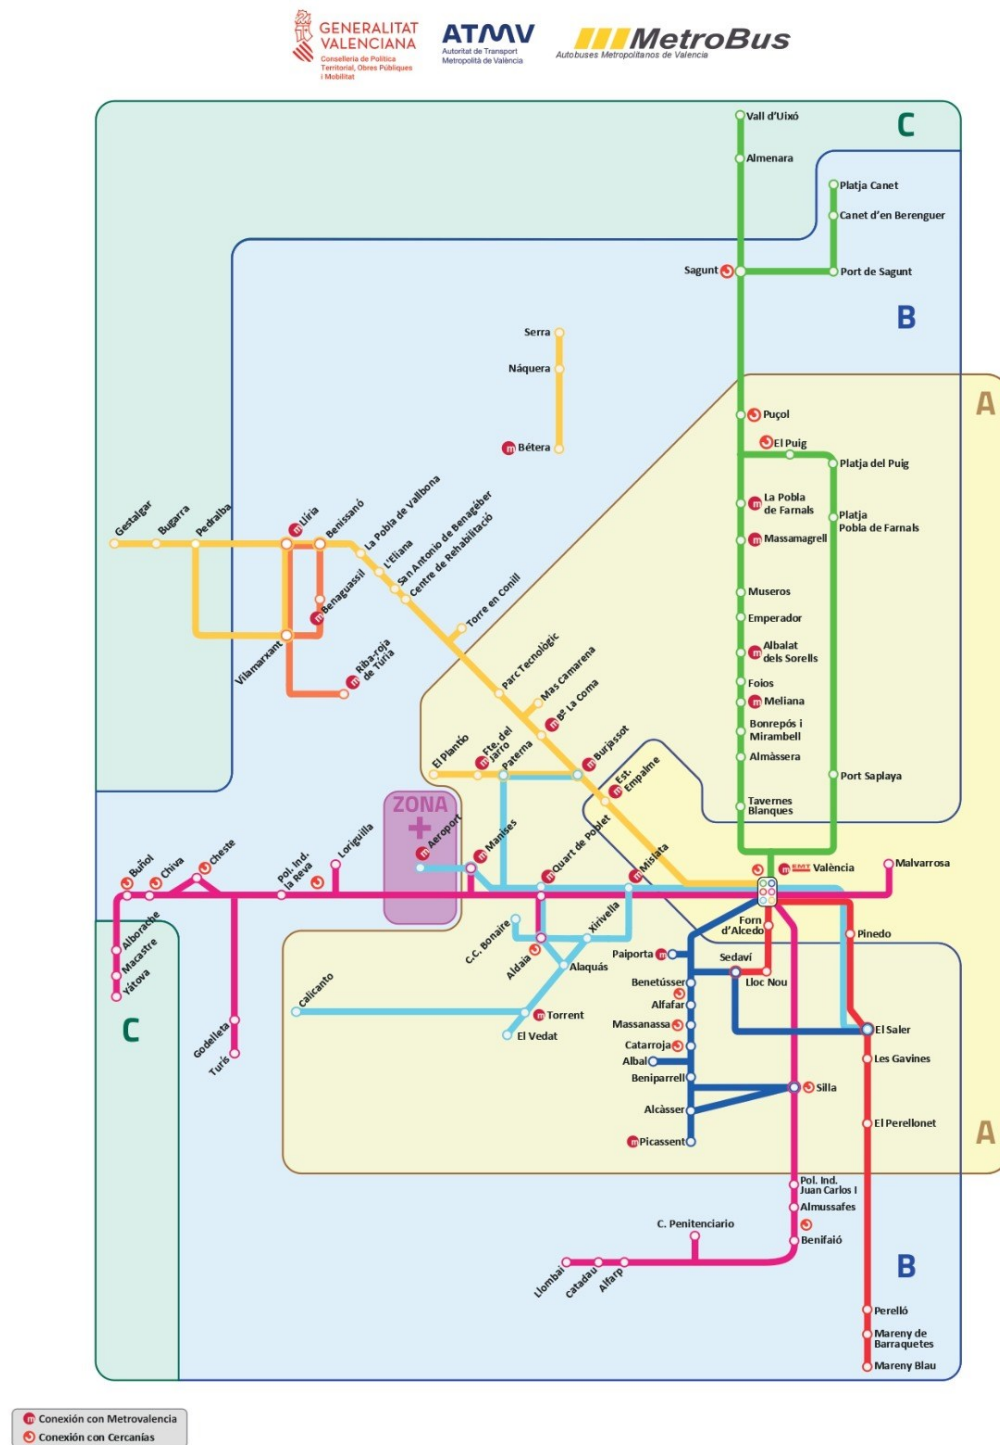 GENERALITAT
VALENCIANA
Conselleria de Política
Territorial, Obres Públiques
i Mobilitat
ATMV
Autoritat de Transport
Metropolità de València
MetroBus
Autobuses Metropolitanos de Valencia
C
Vall d'Uixó
Almenara
Platja Canet
Canet d'en Berenguer
Sagunt
Port de Sagunt
B
Serra
Náquera
Bétera
A
Puçol
El Puig
Platja del Puig
La Pobla
de Farnals
Platja
Pobla de Farnals
Massamagrell
Museros
Emperador
Albalat
dels Sorells
Foios
Meliana
Bonrepós i
Mirambell
Almàssera
Port Saplaya
Tavernes
Blanques
Gestalgar
Bugarra
Pedralba
Llíria
Benissanó
La Pobla de Vallbona
L'Eliana
San Antonio de Benagéber
Centre de Rehabilitació
Benaguassil
Vilamarxant
Riba-roja
de Túria
Torre en Conill
Parc Tecnològic
Mas Camarena
Bº La Coma
El Plantío
Fte. del
Jarro
Paterna
Burjassot
Est.
Empalme
ZONA
+
Aeroport
Manises
Quart de Poblet
Mislata
EMT
València
Malvarrosa
Buñol
Chiva
Cheste
Pol. Ind.
la Reva
Loriguilla
Alborache
Macastre
Yátova
C
Godelleta
Turís
C.C. Bonaire
Aldaia
Xirivella
Alaquás
Calicanto
Torrent
El Vedat
Forn
d'Alcedo
Pinedo
Paiporta
Sedaví
Lloc Nou
Benetússer
Alfafar
Massanassa
Catarroja
Albal
Beniparrell
Alcàsser
Picassent
Silla
El Saler
Les Gavines
El Perellonet
A
Pol. Ind.
Juan Carlos I
Almussafes
Benifaió
C. Penitenciario
Llombai
Catadau
Alfarp
B
Perelló
Mareny de
Barraquetes
Mareny Blau
Conexión con Metrovalencia
Conexión con Cercanías